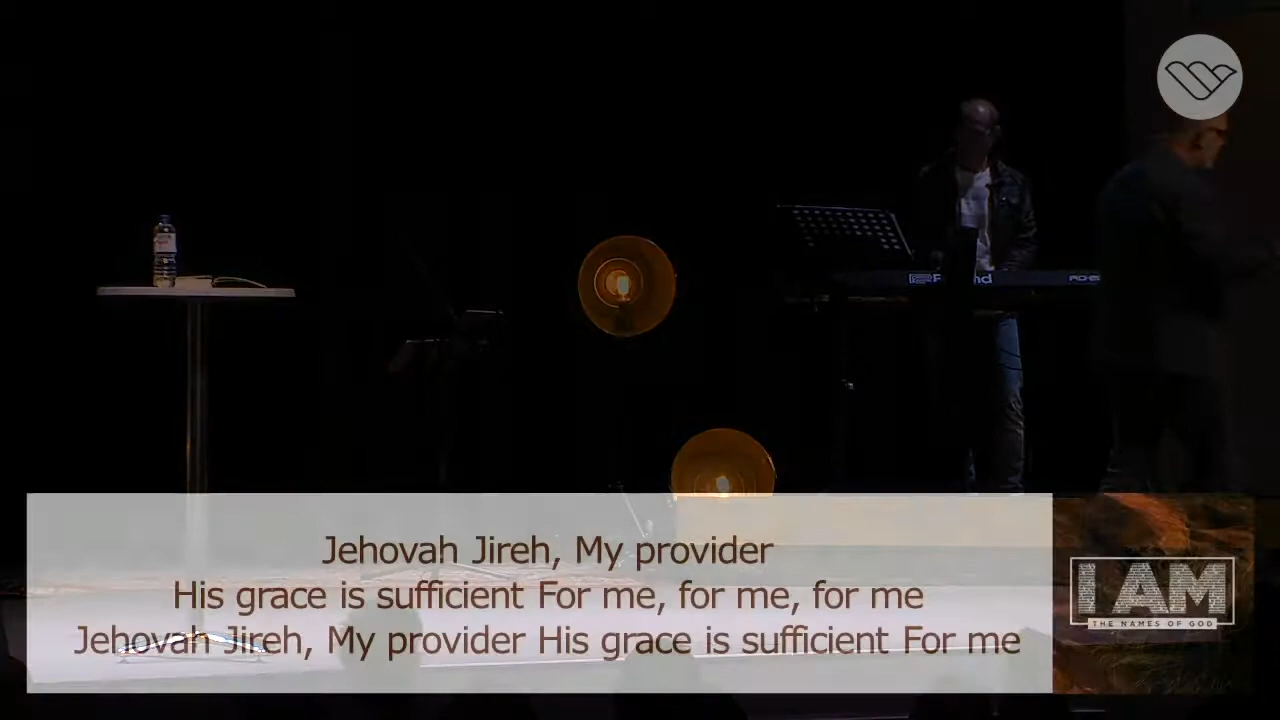 Jehovah Jireh, My provider
His grace is sufficient For me, for me, for me
Jehovah Jireh, My provider His grace is sufficient For me
I AM
THE NAMES OF GOD